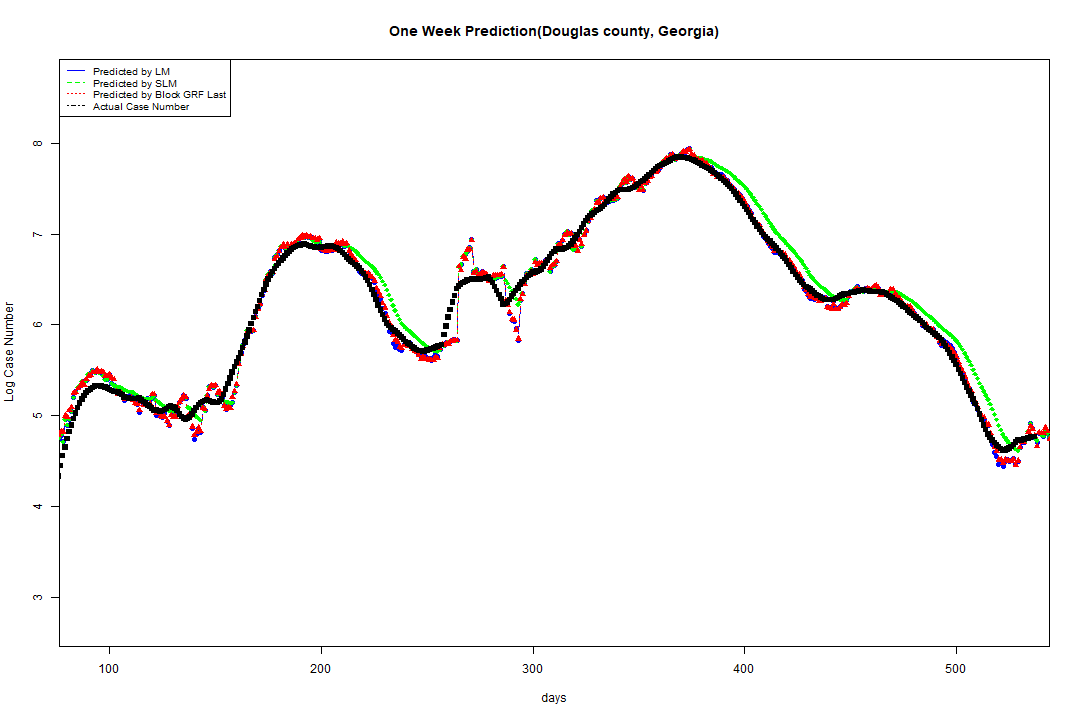 One Week Prediction(Douglas county, Georgia)
Predicted by LM
Predicted by SLM
Predicted by Block GRF Last
Actual Case Number
Log Case Number
8
7
6
5
4
3
100 200 300 400 500
days